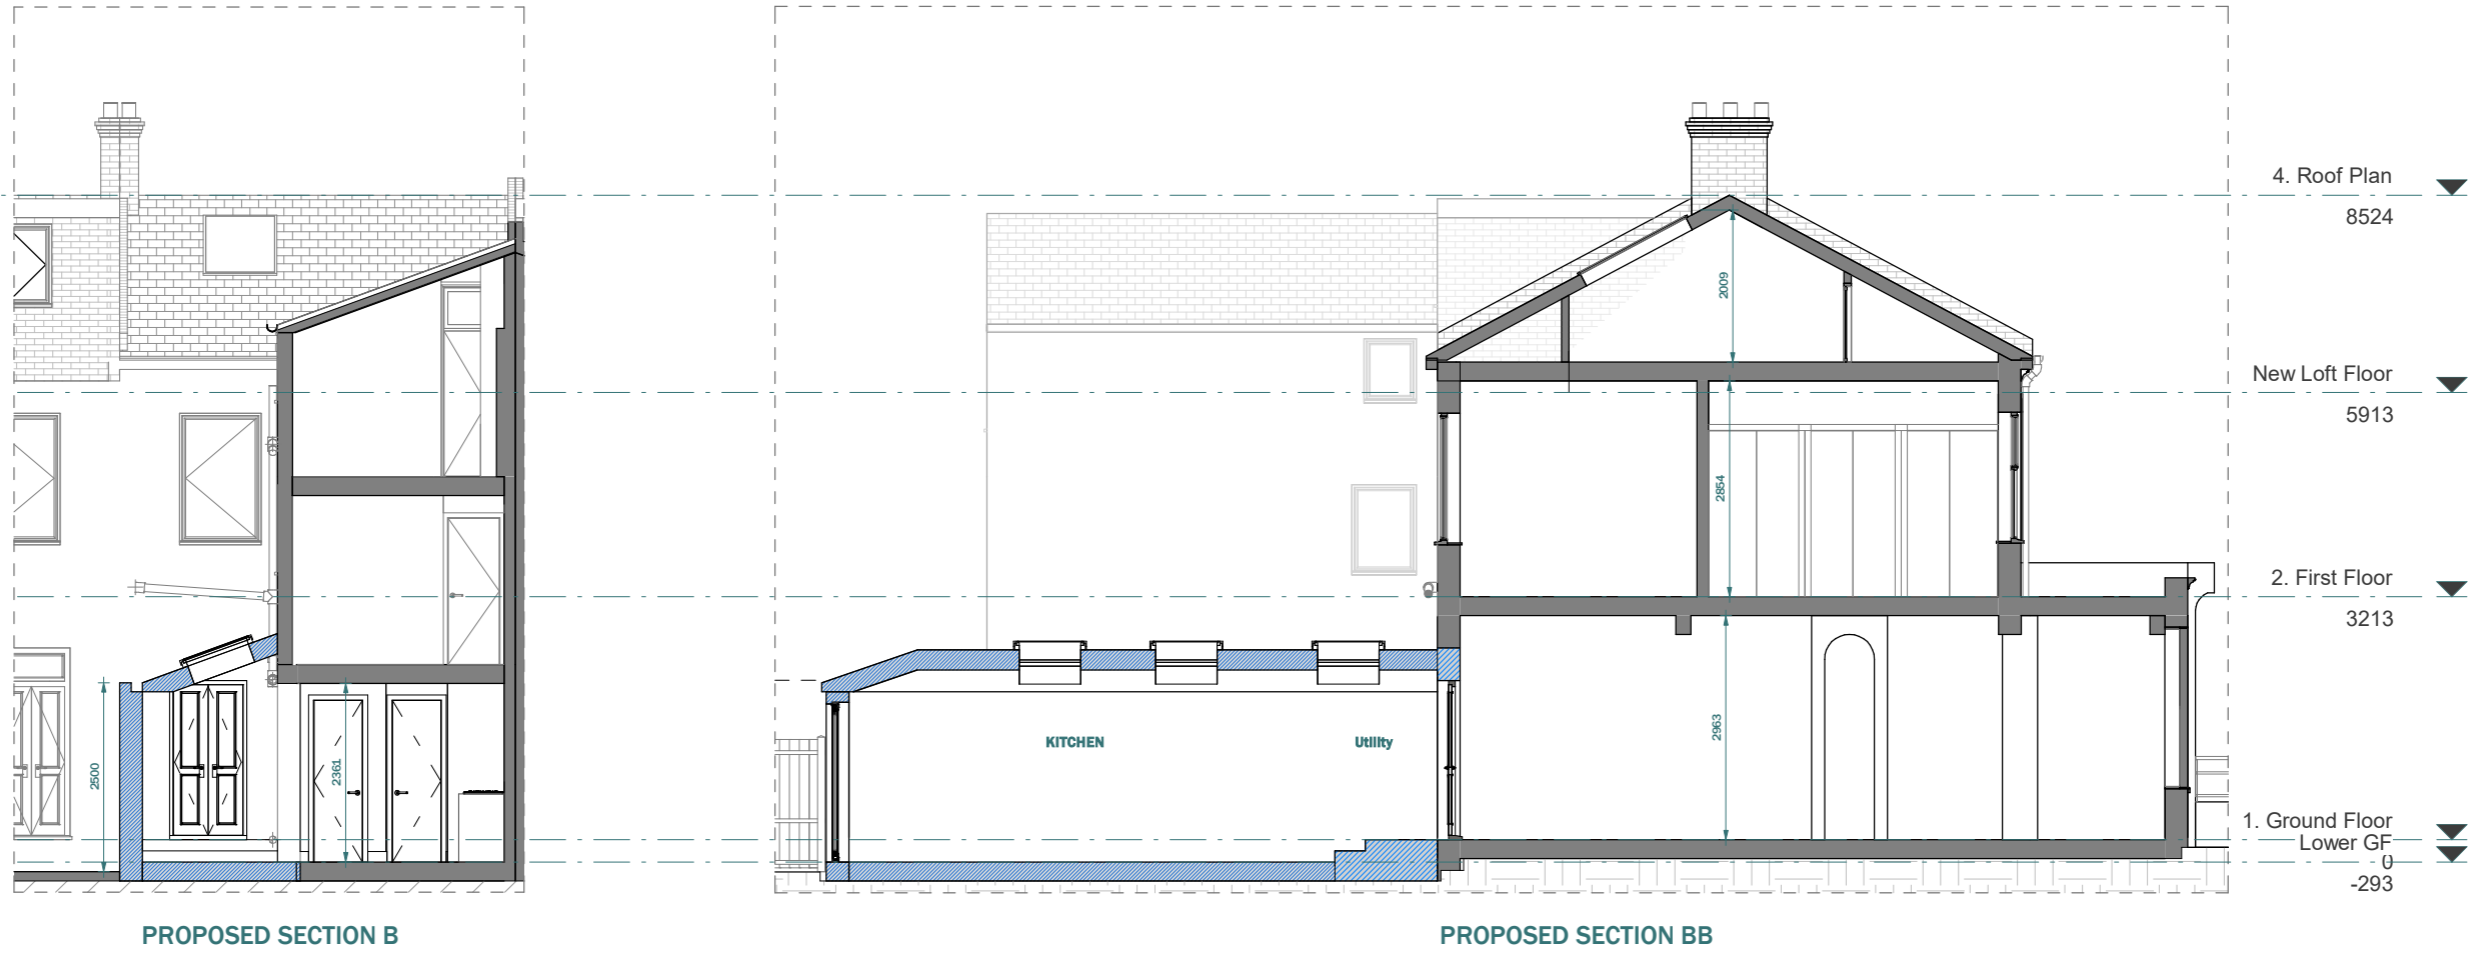 4. Roof Plan
8524
2009
New Loft Floor
5913
2854
2. First Floor
3213
2963
2500
2361
KITCHEN
Utility
1. Ground Floor
Lower GF
0
-293
PROPOSED SECTION B
PROPOSED SECTION BB